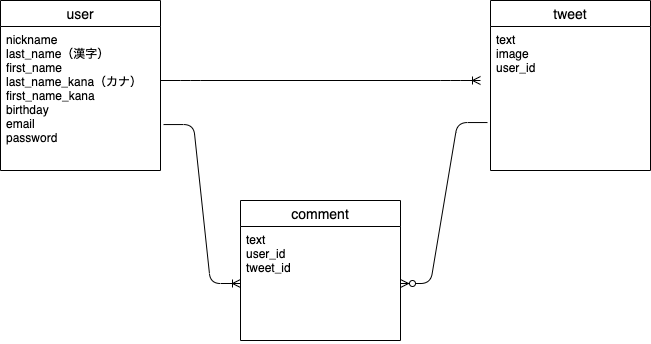 user
nickname
last_name（漢字）
first_name
last_name_kana（カナ）
first_name_kana
birthday
email
password
tweet
text
image
user_id
comment
text
user_id
tweet_id